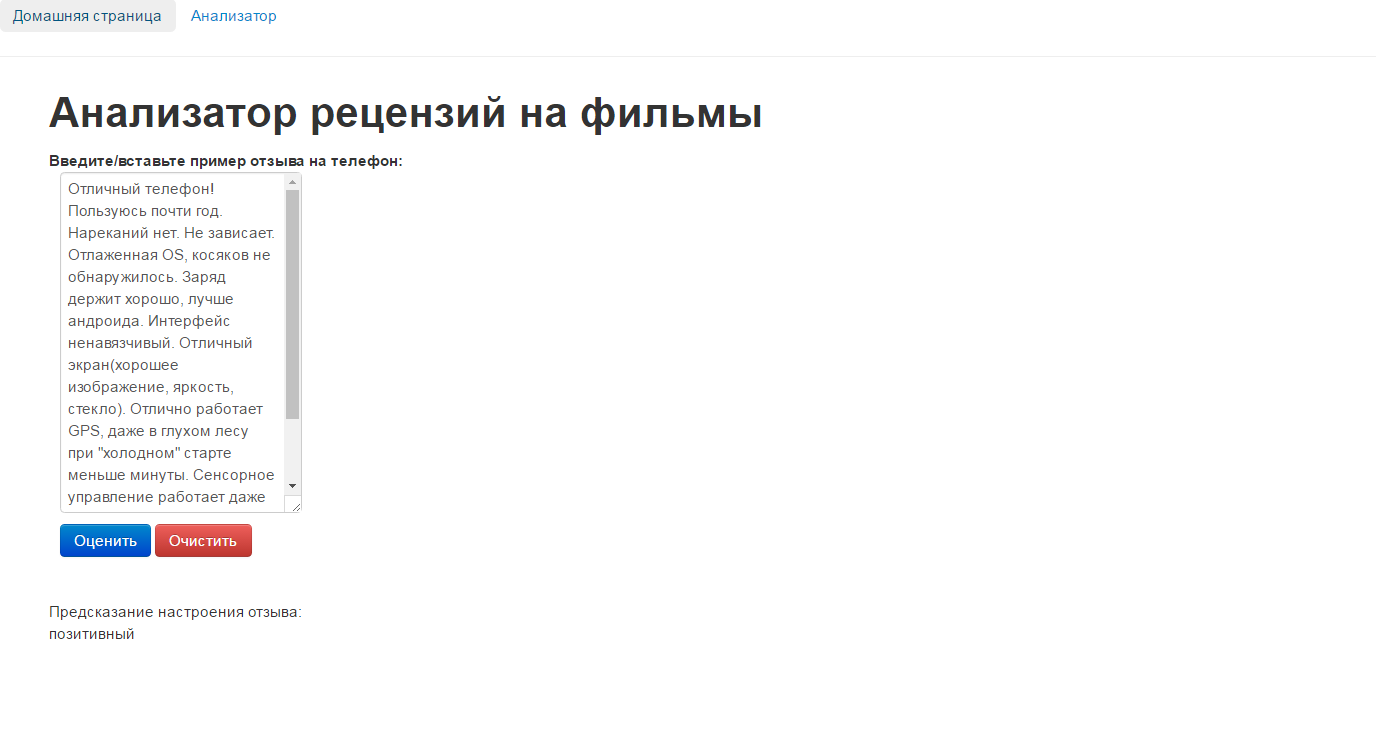 Домашняя страница Анализатор
Анализатор рецензий на фильмы
Введите/вставьте пример отзыва на телефон:
Отличный телефон!
Пользуюсь почти год.
Нареканий нет. Не зависает.
Отлаженная OS, косяков не
обнаружилось. Заряд
держит хорошо, лучше
андроида. Интерфейс
ненавязчивый. Отличный
экран(хорошее
изображение, яркость,
стекло). Отлично работает
GPS, даже в глухом лесу
при "холодном" старте
меньше минуты. Сенсорное
управление работает даже
Оценить Очистить
Предсказание настроения отзыва:
позитивный